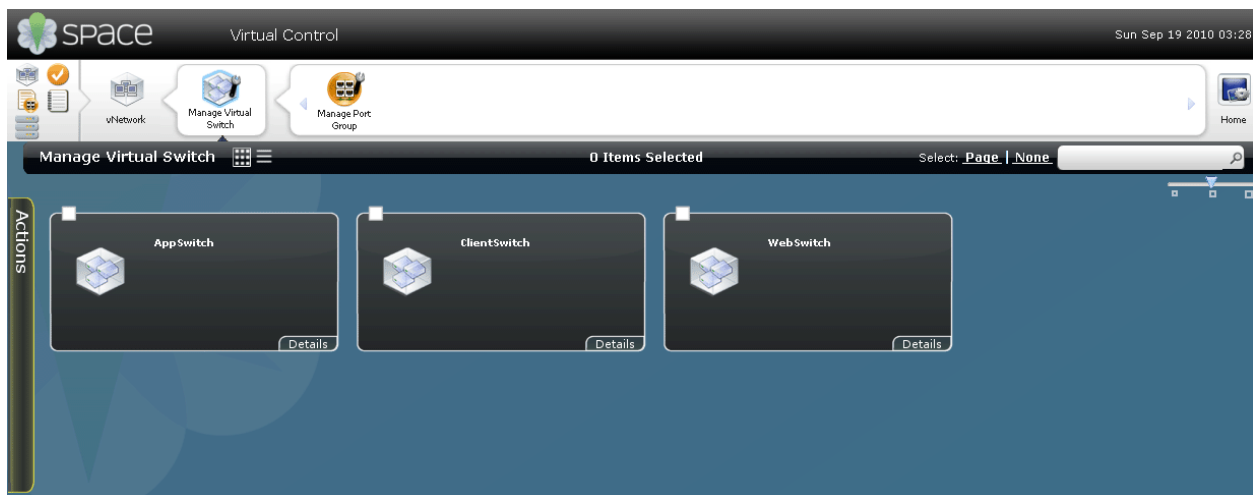 space
Virtual Control
Sun Sep 19 2010 03:28
vNetwork
Manage Virtual
Switch
Manage Port
Group
Home
Manage Virtual Switch
0 Items Selected
Select: Page | None
Actions
AppSwitch
Details
ClientSwitch
Details
WebSwitch
Details